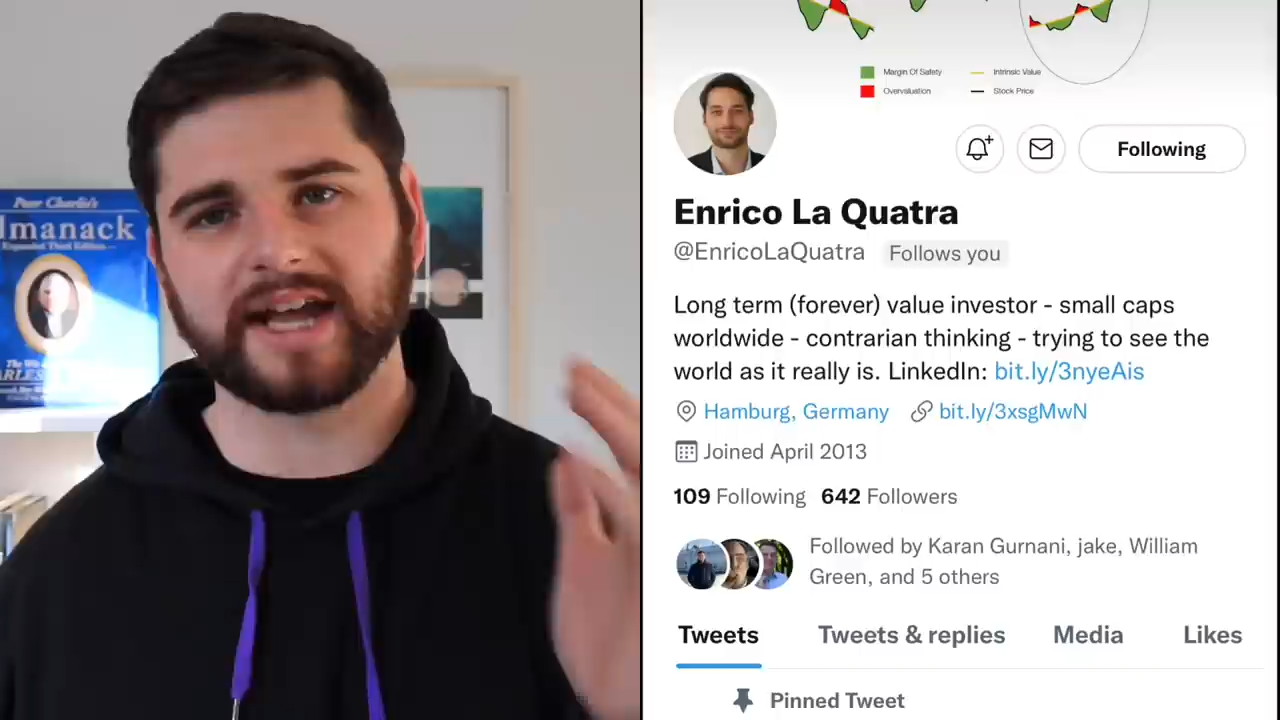 Poor Charlie's
lmanack
Expanded Third Edition
Margin Of Safety
Intrinsic Value
Overvaluation
Stock Price
Following
Enrico La Quatra
@EnricoLaQuatra Follows you
Long term (forever) value investor - small caps
worldwide - contrarian thinking - trying to see the
world as it really is. LinkedIn: bit.ly/3nyeAis
Hamburg, Germany bit.ly/3xsgMwN
Joined April 2013
109 Following 642 Followers
Followed by Karan Gurnani, jake, William
Green, and 5 others
Tweets Tweets & replies Media Likes
Pinned Tweet